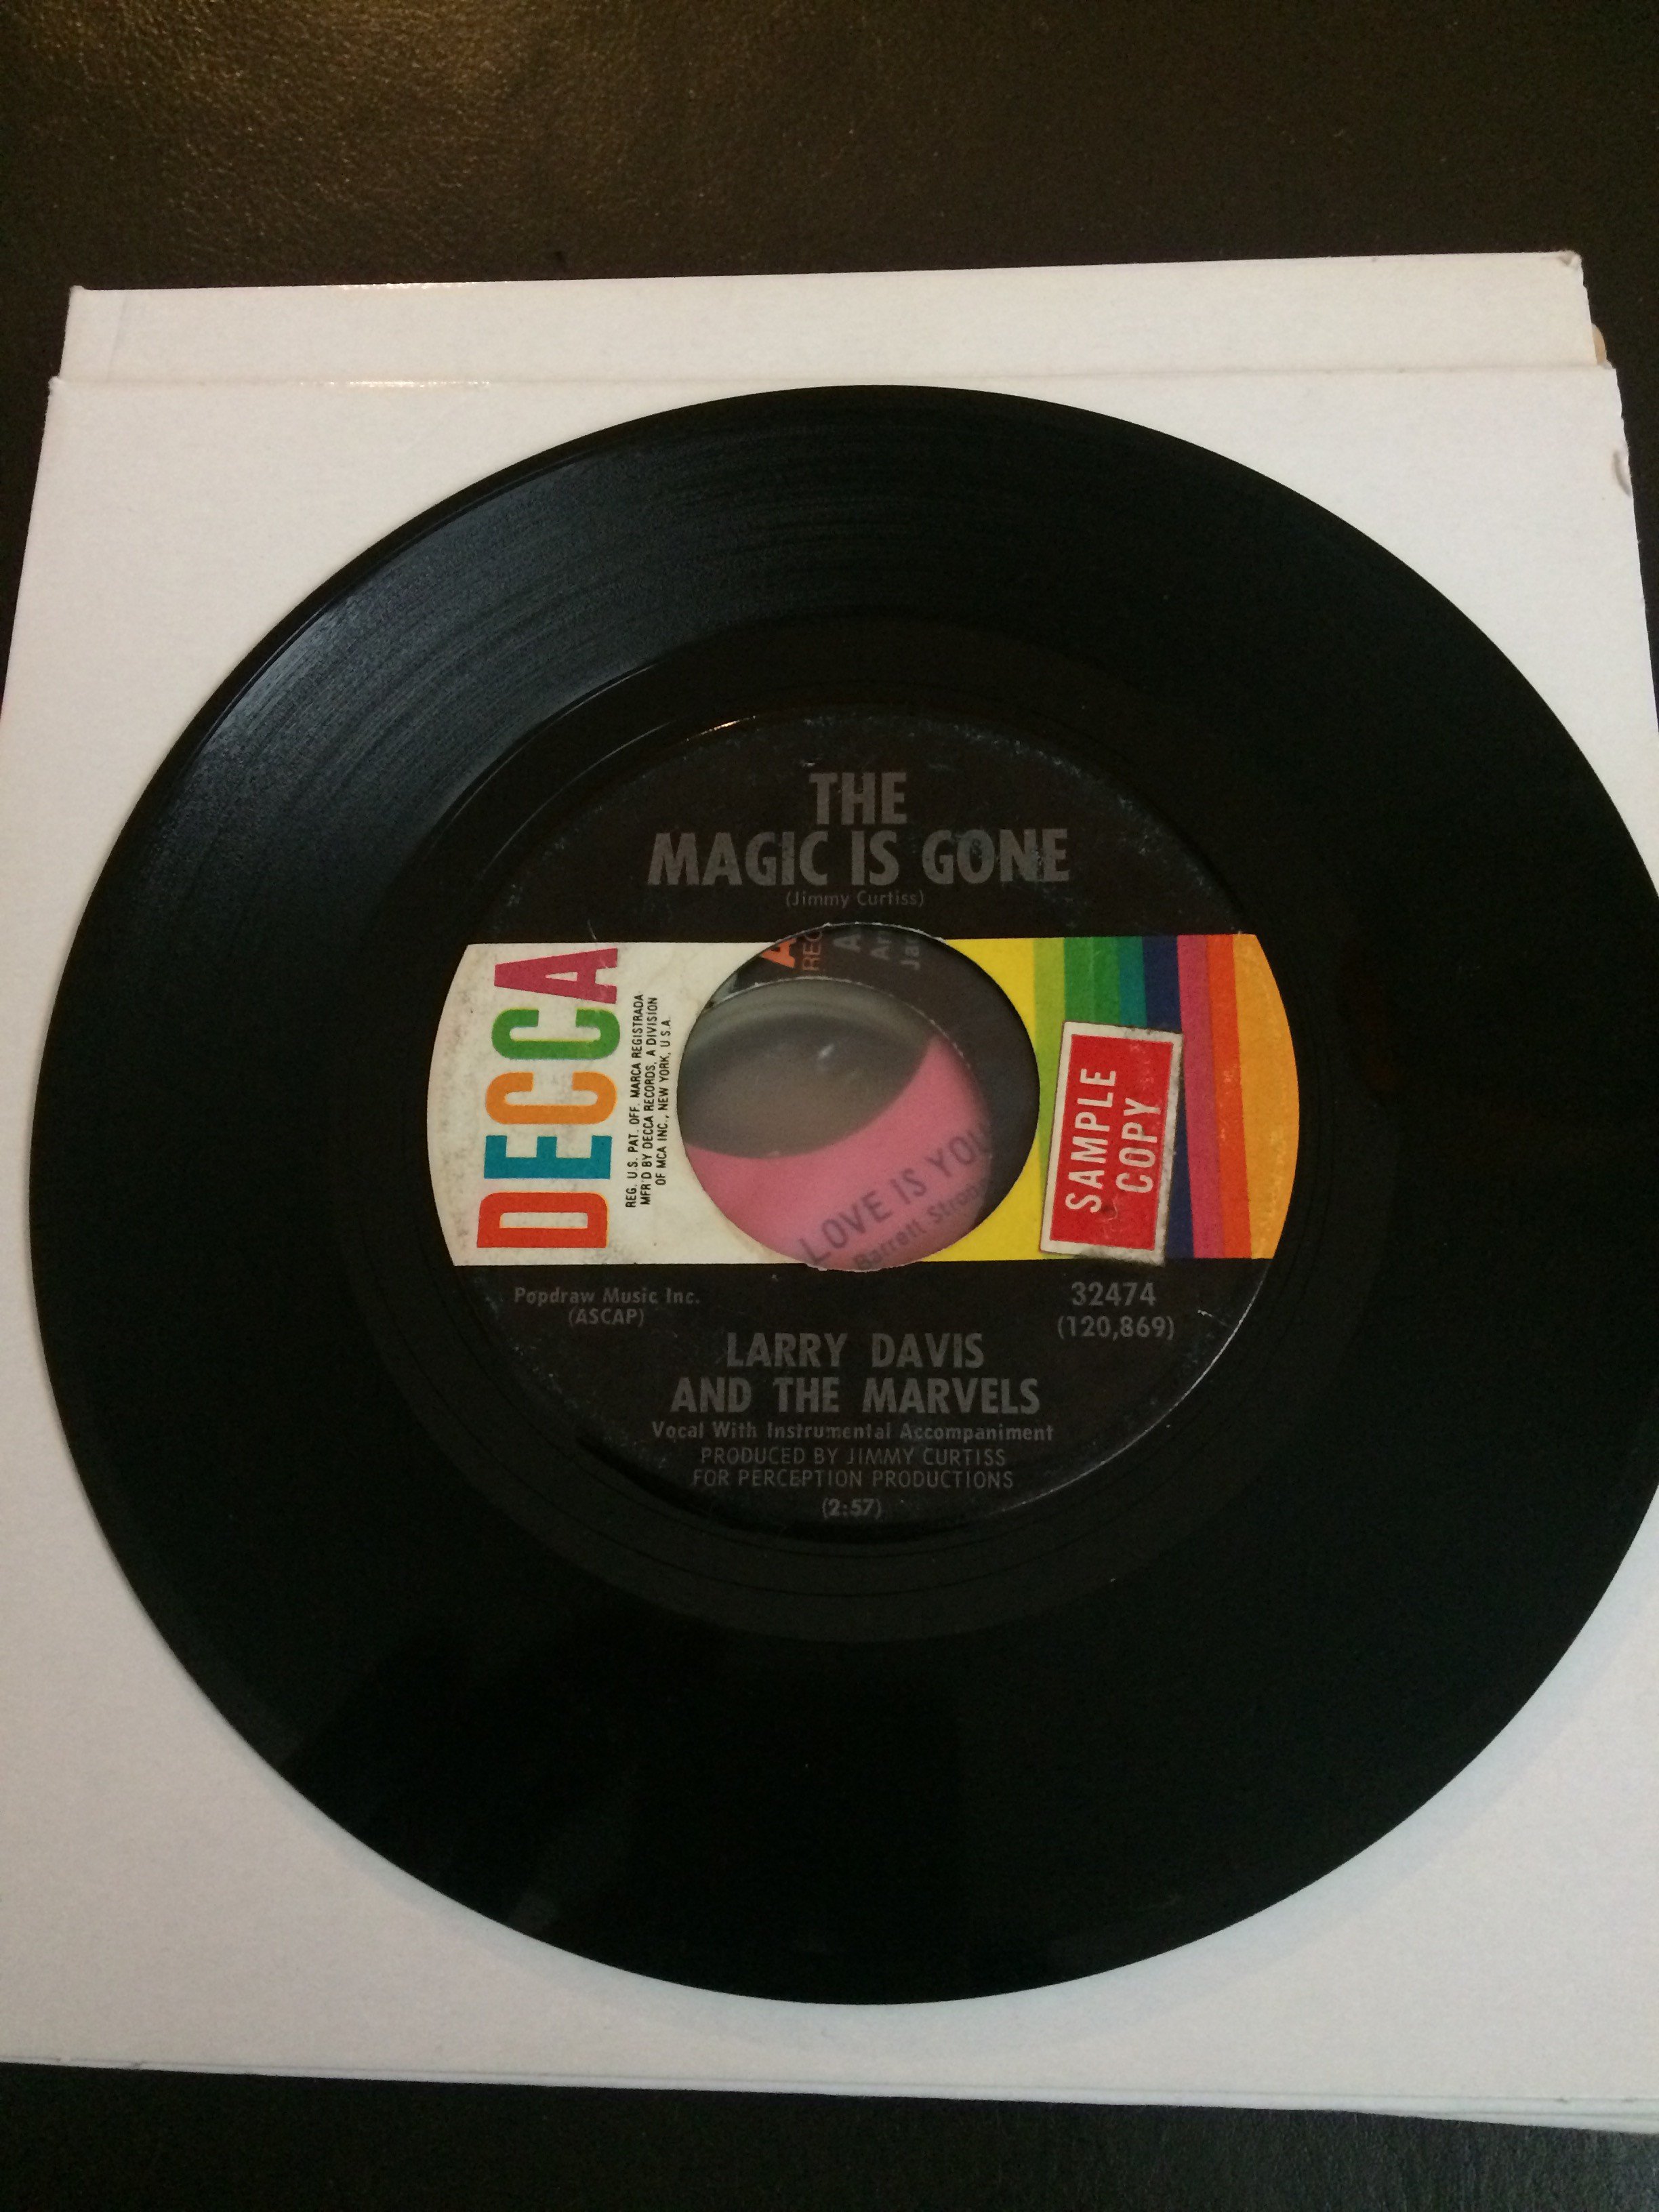 THE
MAGIC IS GONE
(Jimmy Curtiss)
DECCA
REG. U.S. PAT. OFF. MARCA REGISTRADA
MFR'D BY DECCA RECORDS, A DIVISION
OF MCA INC., NEW YORK, U.S.A.
LOVE IS YOU
Barrett Stron
SAMPLE
COPY
Popdraw Music Inc.
(ASCAP)
32474
(120,869)
LARRY DAVIS
AND THE MARVELS
Vocal With Instrumental Accompaniment
PRODUCED BY JIMMY CURTISS
FOR PERCEPTION PRODUCTIONS
(2:57)